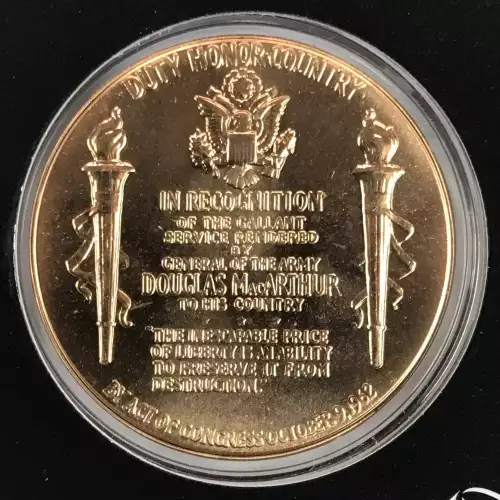 DUTY·HONOR·COUNTRY
IN RECOGNITION
OF THE GALLANT
SERVICE RENDERED
BY
GENERAL OF THE ARMY
DOUGLAS MACARTHUR
TO HIS COUNTRY
"THE INESCAPABLE PRICE
OF LIBERTY IS AN ABILITY
TO PRESERVE IT FROM
DESTRUCTION."
BY ACT OF CONGRESS OCTOBER 9, 1962